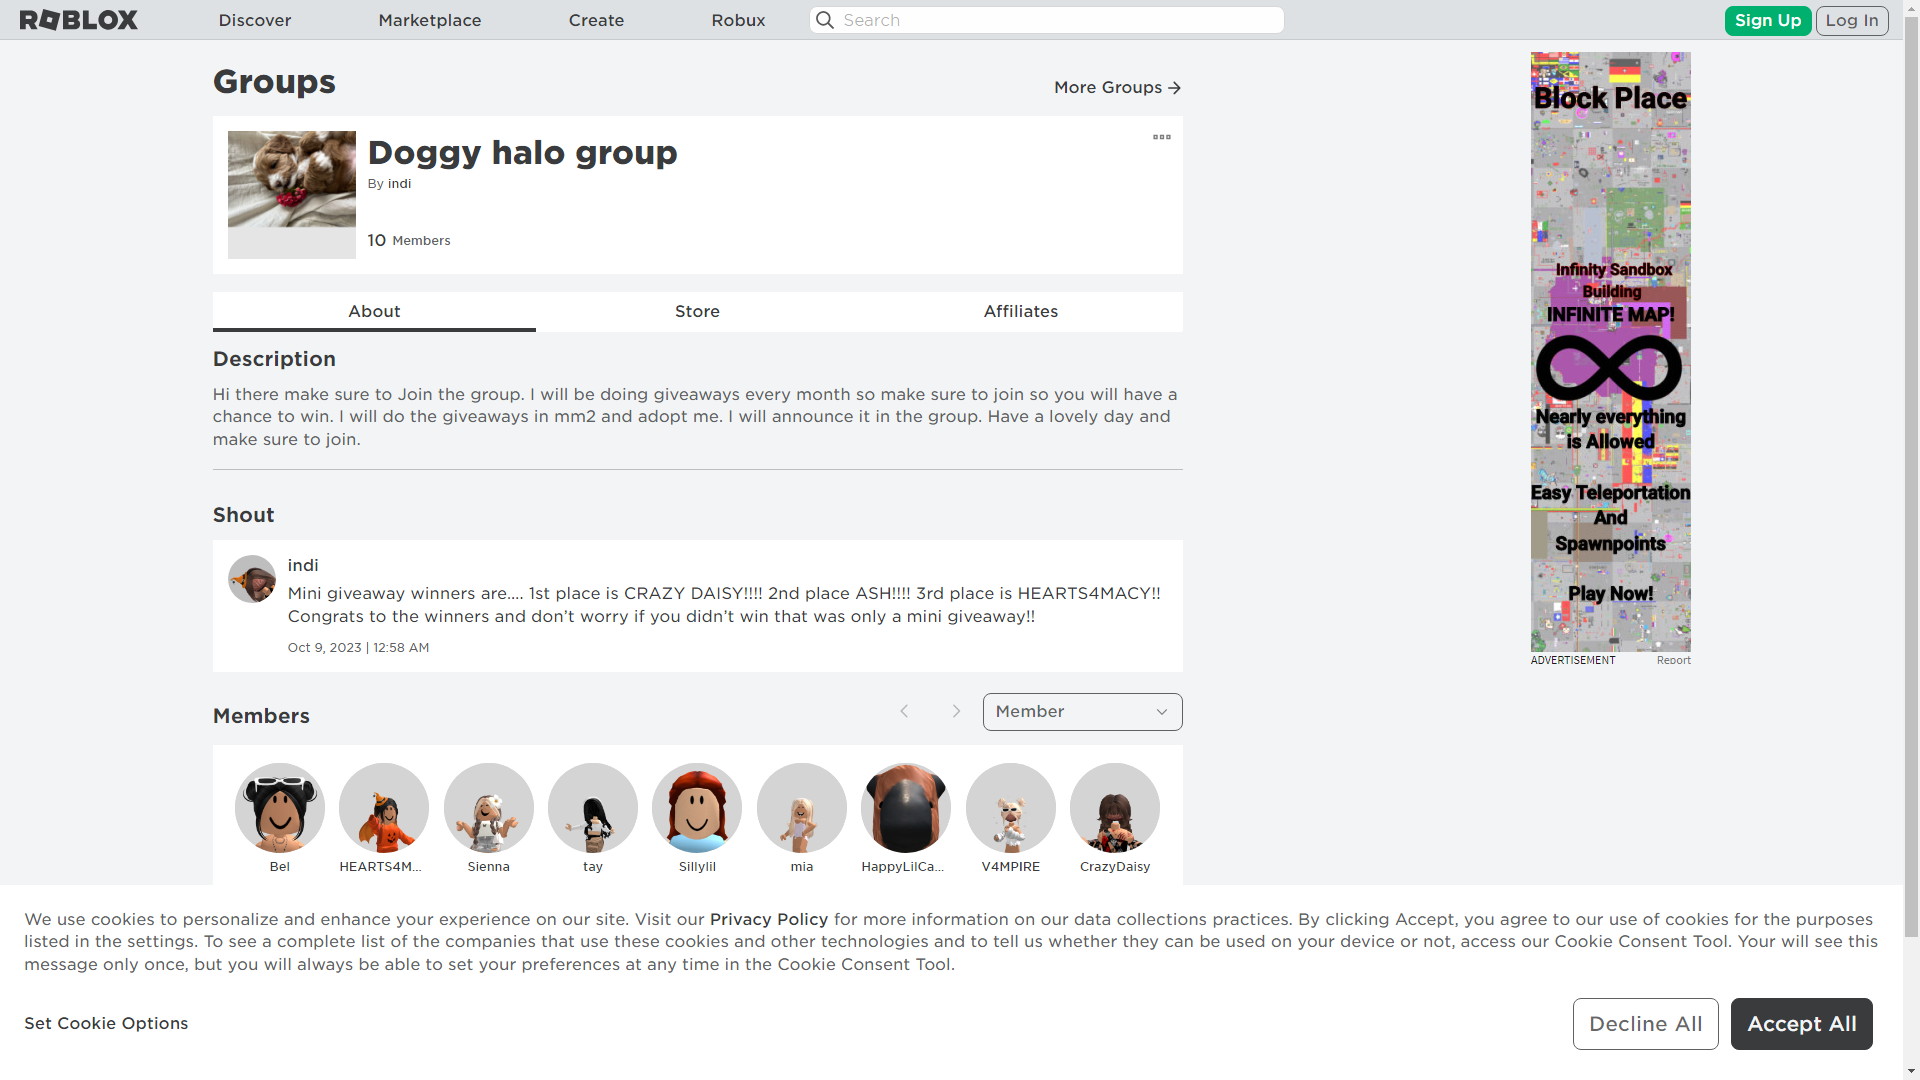 ROBLOX
Discover
Marketplace
Create
Robux
Search
Sign Up
Log In
Groups
More Groups
Doggy halo group
By indi
10 Members
About
Store
Affiliates
Description
Hi there make sure to Join the group. I will be doing giveaways every month so make sure to join so you will have a
chance to win. I will do the giveaways in mm2 and adopt me. I will announce it in the group. Have a lovely day and
make sure to join.
Shout
indi
Mini giveaway winners are.... 1st place is CRAZY DAISY!!!! 2nd place ASH!!!! 3rd place is HEARTS4MACY!!
Congrats to the winners and don’t worry if you didn’t win that was only a mini giveaway!!
Oct 9, 2023 | 12:58 AM
Members
Member
Bel
HEARTS4M...
Sienna
tay
Sillylil
mia
HappyLilCa...
V4MPIRE
CrazyDaisy
Block Place
Infinity Sandbox
Building
INFINITE MAP!
Nearly everything
is Allowed
Easy Teleportation
And
Spawnpoints
Play Now!
ADVERTISEMENT
Report
We use cookies to personalize and enhance your experience on our site. Visit our Privacy Policy for more information on our data collections practices. By clicking Accept, you agree to our use of cookies for the purposes
listed in the settings. To see a complete list of the companies that use these cookies and other technologies and to tell us whether they can be used on your device or not, access our Cookie Consent Tool. Your will see this
message only once, but you will always be able to set your preferences at any time in the Cookie Consent Tool.
Set Cookie Options
Decline All
Accept All